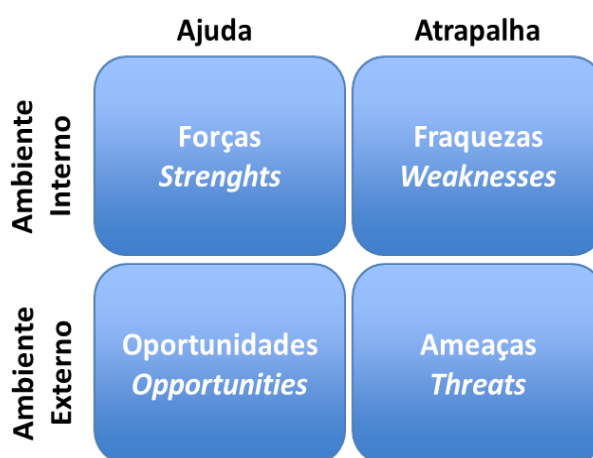 Ajuda
Atrapalha
Ambiente
Interno
Forças
Strenghts
Fraquezas
Weaknesses
Ambiente
Externo
Oportunidades
Opportunities
Ameaças
Threats